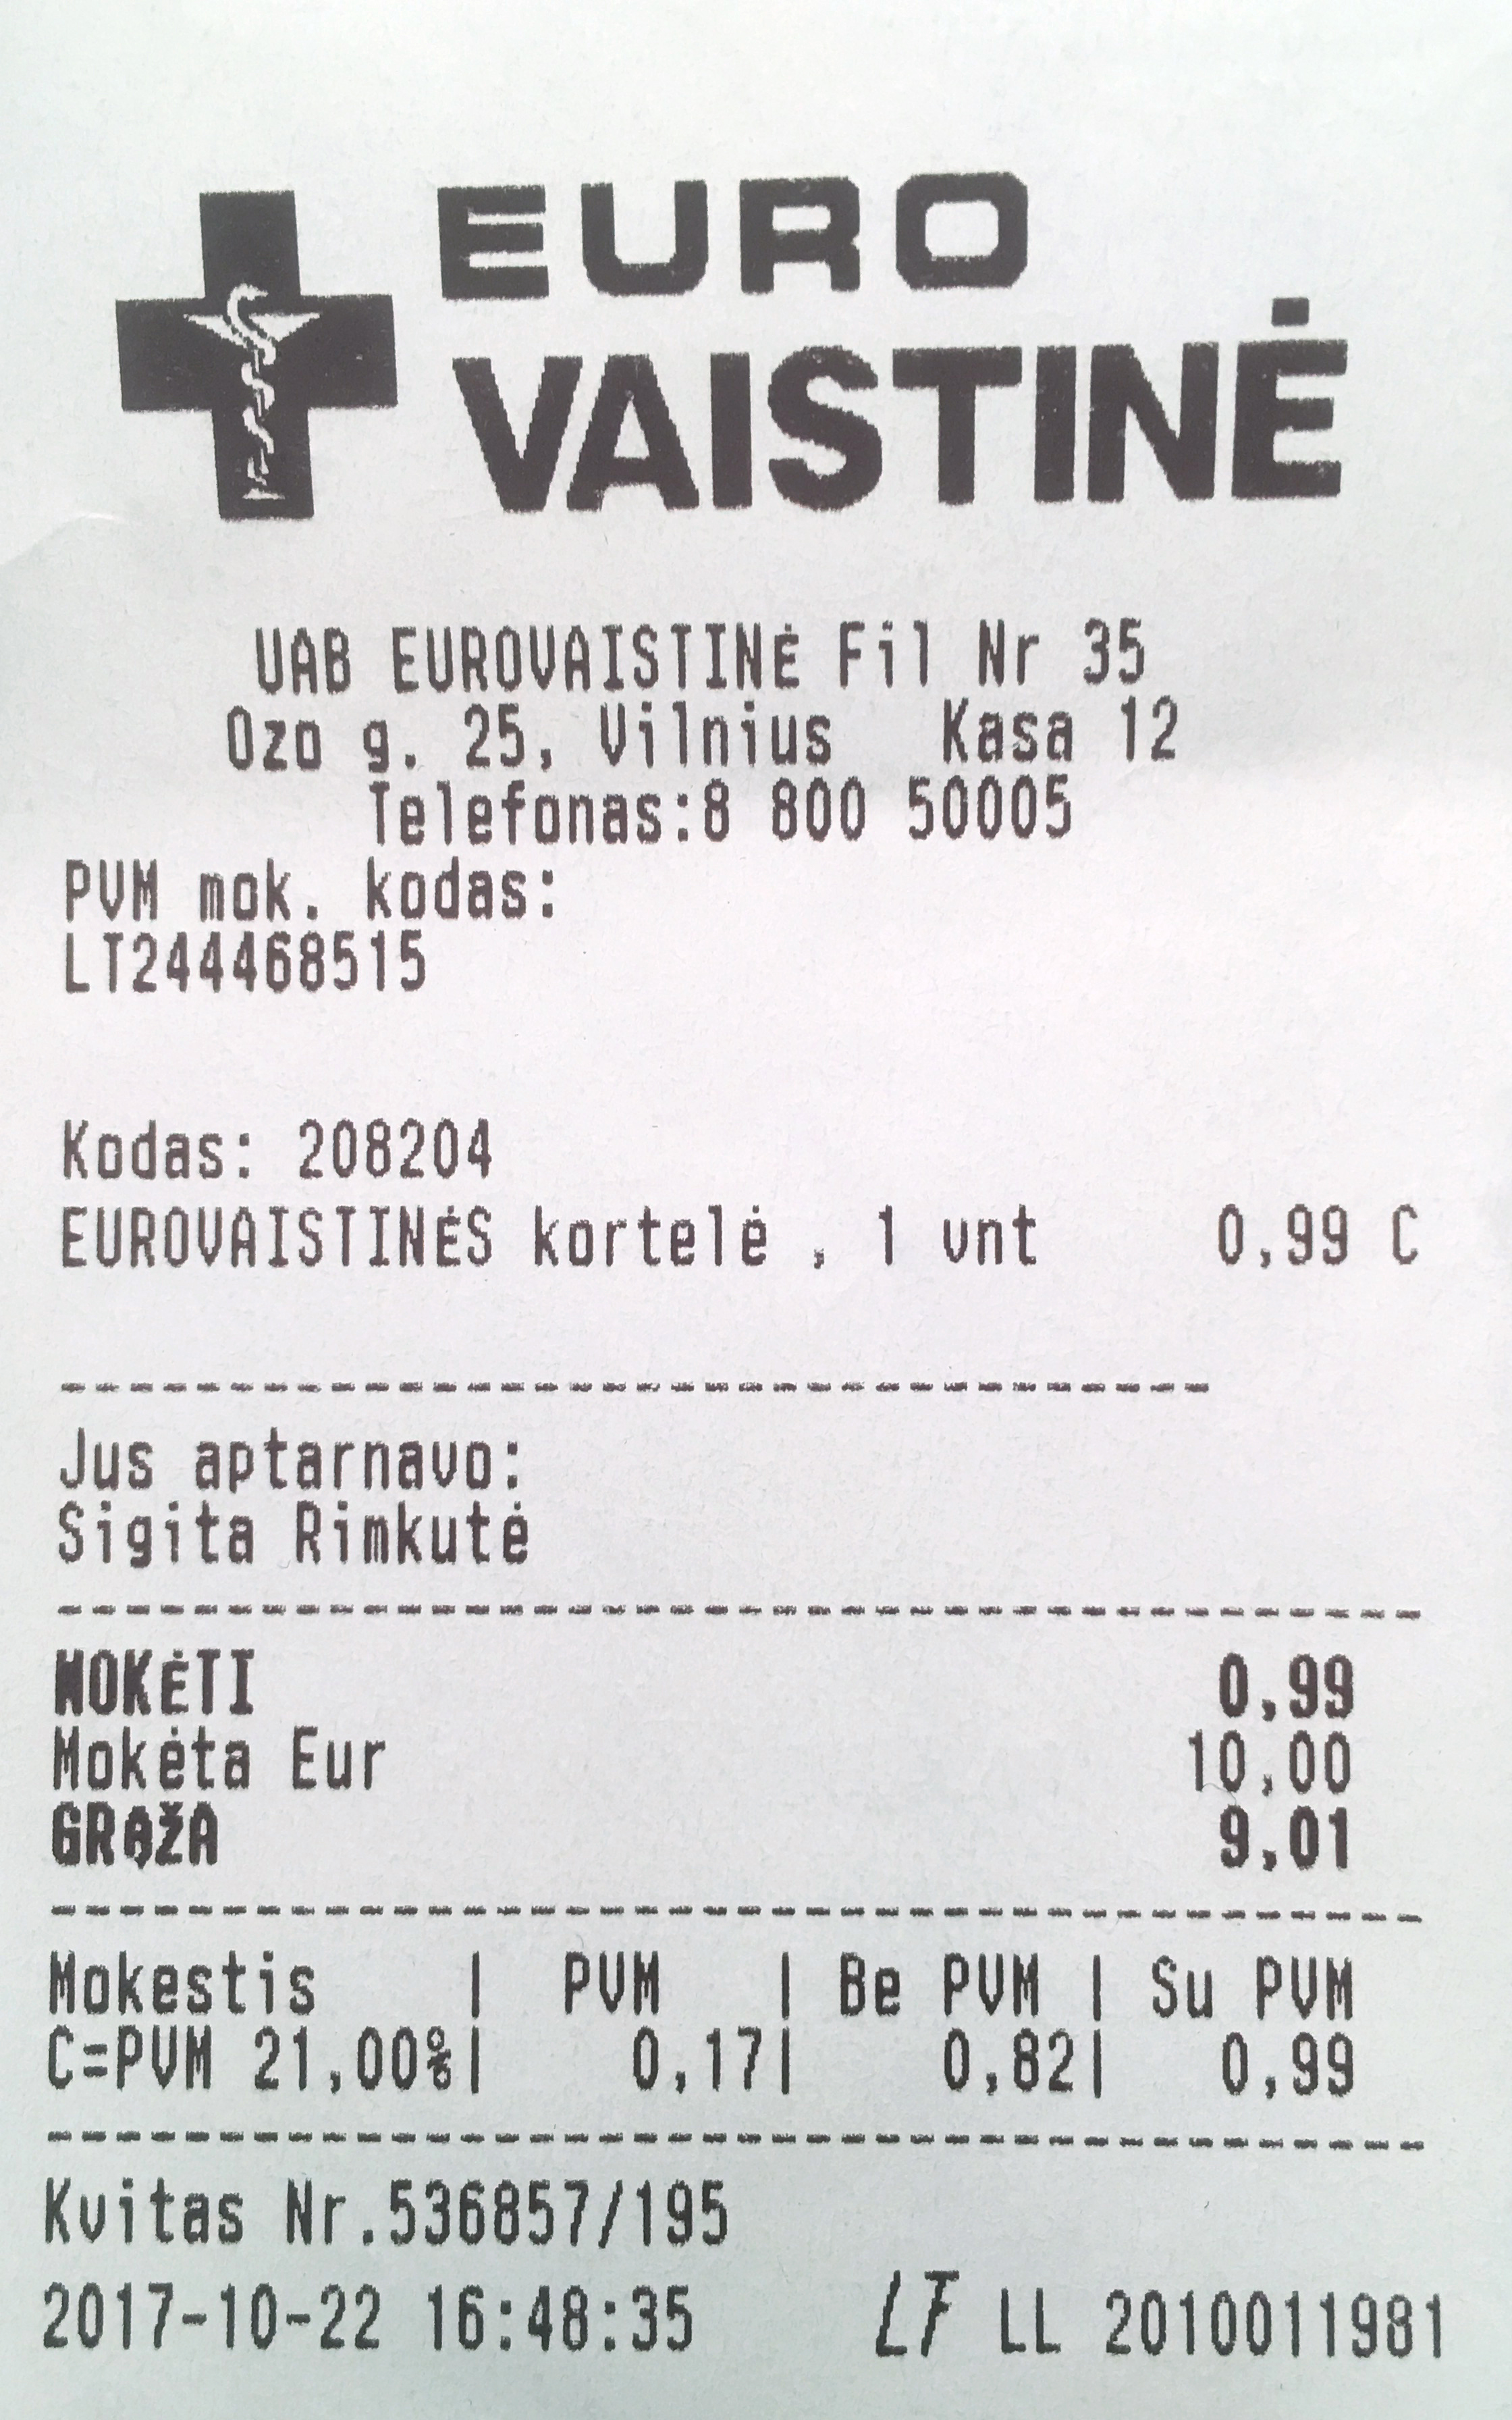 EURO
VAISTINĖ
UAB EUROVAISTINĖ Fil Nr 35
Ozo g. 25, Vilnius Kasa 12
Telefonas:8 800 50005
PVM mok. kodas:
LT244468515
Kodas: 208204
EUROVAISTINĖS kortelė , 1 vnt 0,99 C
Jus aptarnavo:
Sigita Rimkutė
MOKĖTI 0,99
Mokėta Eur 10,00
GRĄŽA 9,01
Mokestis | PVM | Be PVM | Su PVM
C=PVM 21,00%| 0,17| 0,82| 0,99
Kvitas Nr.536857/195
2017-10-22 16:48:35 LF LL 2010011981